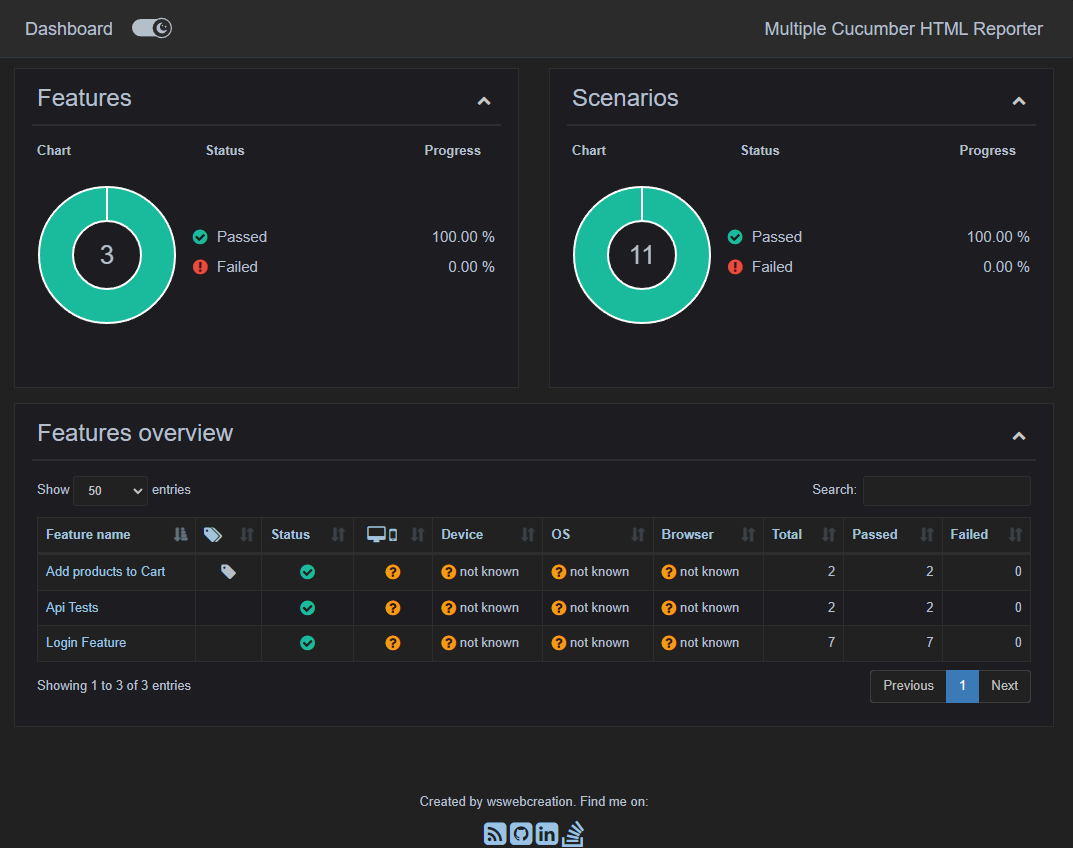 Dashboard Multiple Cucumber HTML Reporter
Features
Chart Status Progress
3
Passed 100.00 %
Failed 0.00 %
Scenarios
Chart Status Progress
11
Passed 100.00 %
Failed 0.00 %
Features overview
Show 50 entries Search:
Feature name Status Device OS Browser Total Passed Failed
Add products to Cart not known not known not known 2 2 0
Api Tests not known not known not known 2 2 0
Login Feature not known not known not known 7 7 0
Showing 1 to 3 of 3 entries Previous 1 Next
Created by wswebcreation. Find me on: